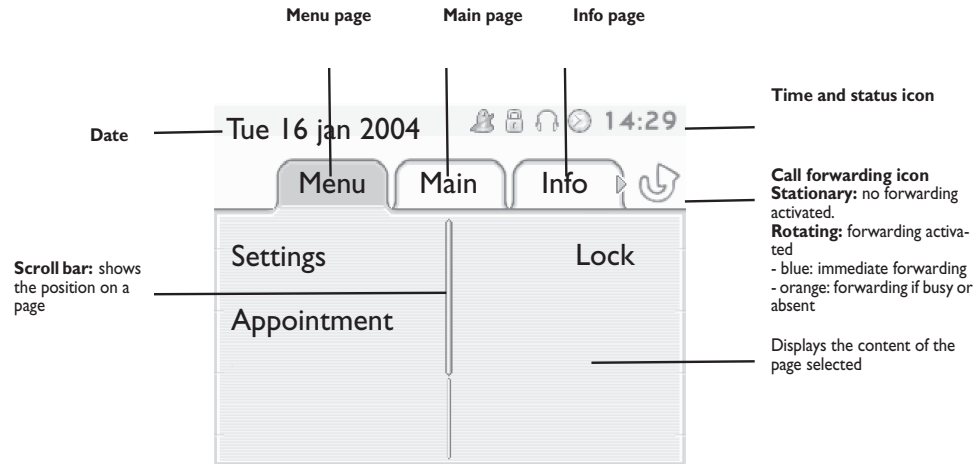 Menu page
Main page
Info page
Time and status icon
Date
Tue 16 jan 2004
14:29
Menu
Main
Info
Call forwarding icon
Stationary: no forwarding
activated.
Rotating: forwarding activa-
ted
- blue: immediate forwarding
- orange: forwarding if busy or
absent
Settings
Lock
Scroll bar: shows
the position on a
page
Appointment
Displays the content of the
page selected